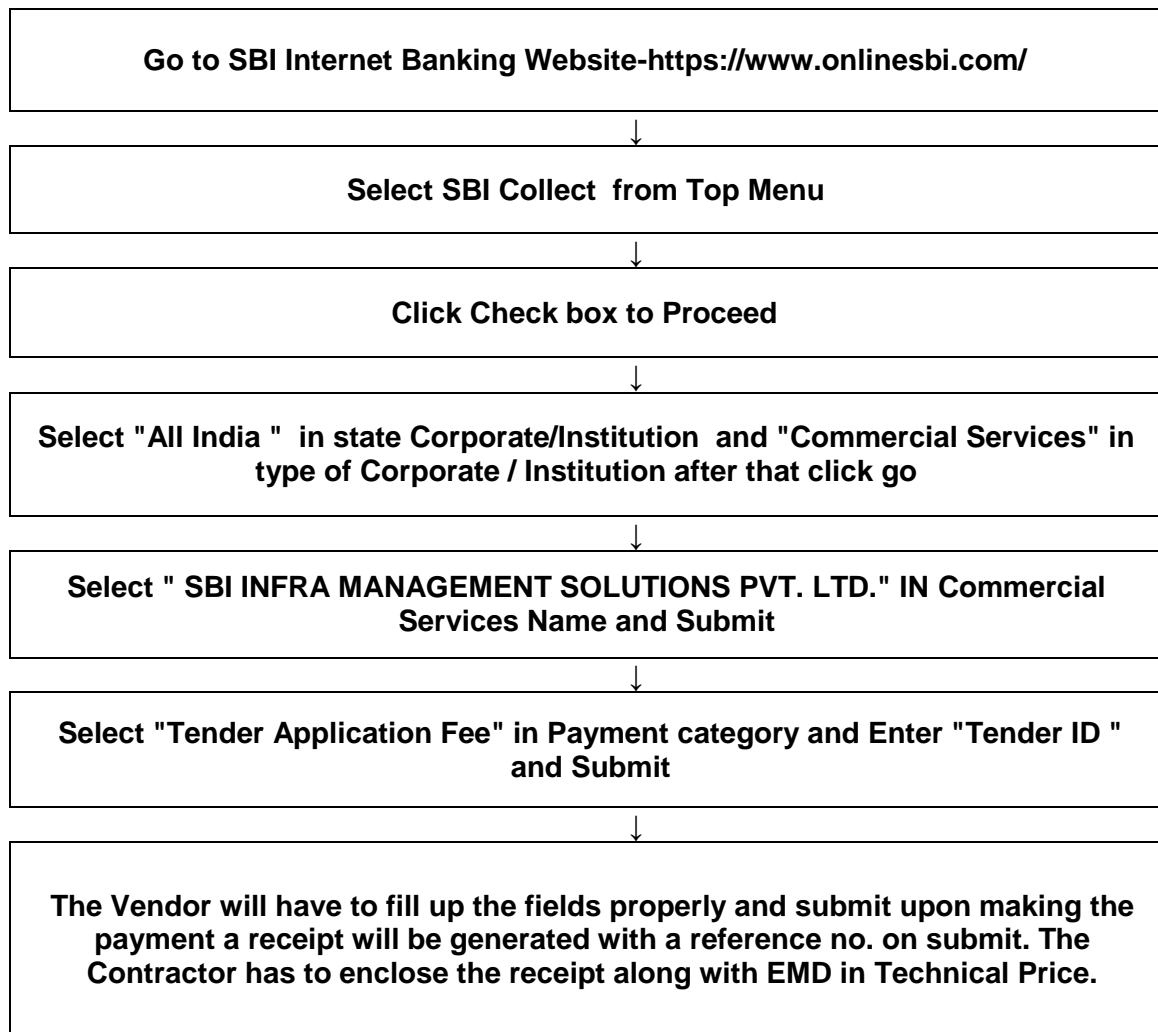 Go to SBI Internet Banking Website-https://www.onlinesbi.com/
↓
Select SBI Collect  from Top Menu
↓
Click Check box to Proceed
↓
Select "All India "  in state Corporate/Institution  and "Commercial Services" in
type of Corporate / Institution after that click go
↓
Select " SBI INFRA MANAGEMENT SOLUTIONS PVT. LTD." IN Commercial
Services Name and Submit
↓
Select "Tender Application Fee" in Payment category and Enter "Tender ID "
and Submit
↓
The Vendor will have to fill up the fields properly and submit upon making the
payment a receipt will be generated with a reference no. on submit. The
Contractor has to enclose the receipt along with EMD in Technical Price.